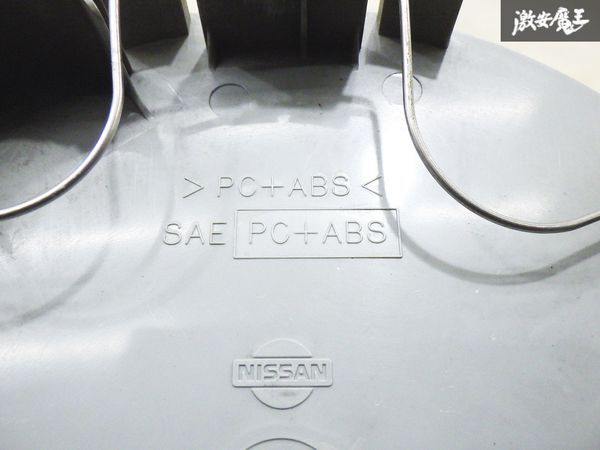 激安魔王
> PC+ABS <
SAE PC+ABS
NISSAN